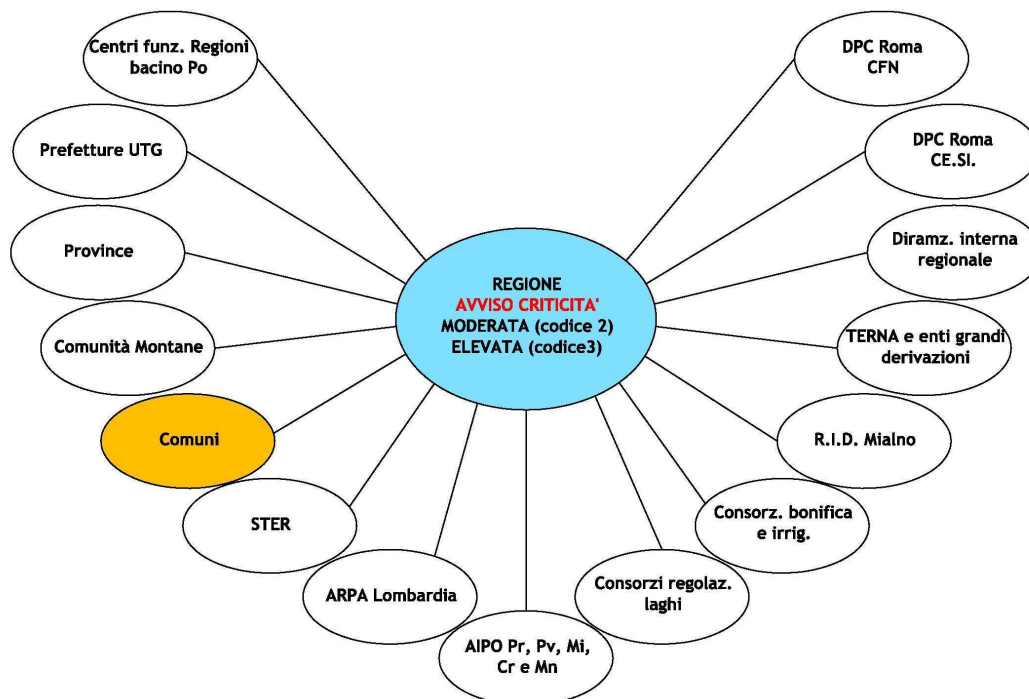 Centri funz. Regioni
bacino Po
DPC Roma
CFN
Prefetture UTG
DPC Roma
CE.SI.
Province
Diramz. interna
regionale
REGIONE
AVVISO CRITICITA'
MODERATA (codice 2)
ELEVATA (codice3)
Comunità Montane
TERNA e enti grandi
derivazioni
Comuni
R.I.D. Mialno
STER
Consorz. bonifica
e irrig.
ARPA Lombardia
Consorzi regolaz.
laghi
AIPO Pr, Pv, Mi,
Cr e Mn